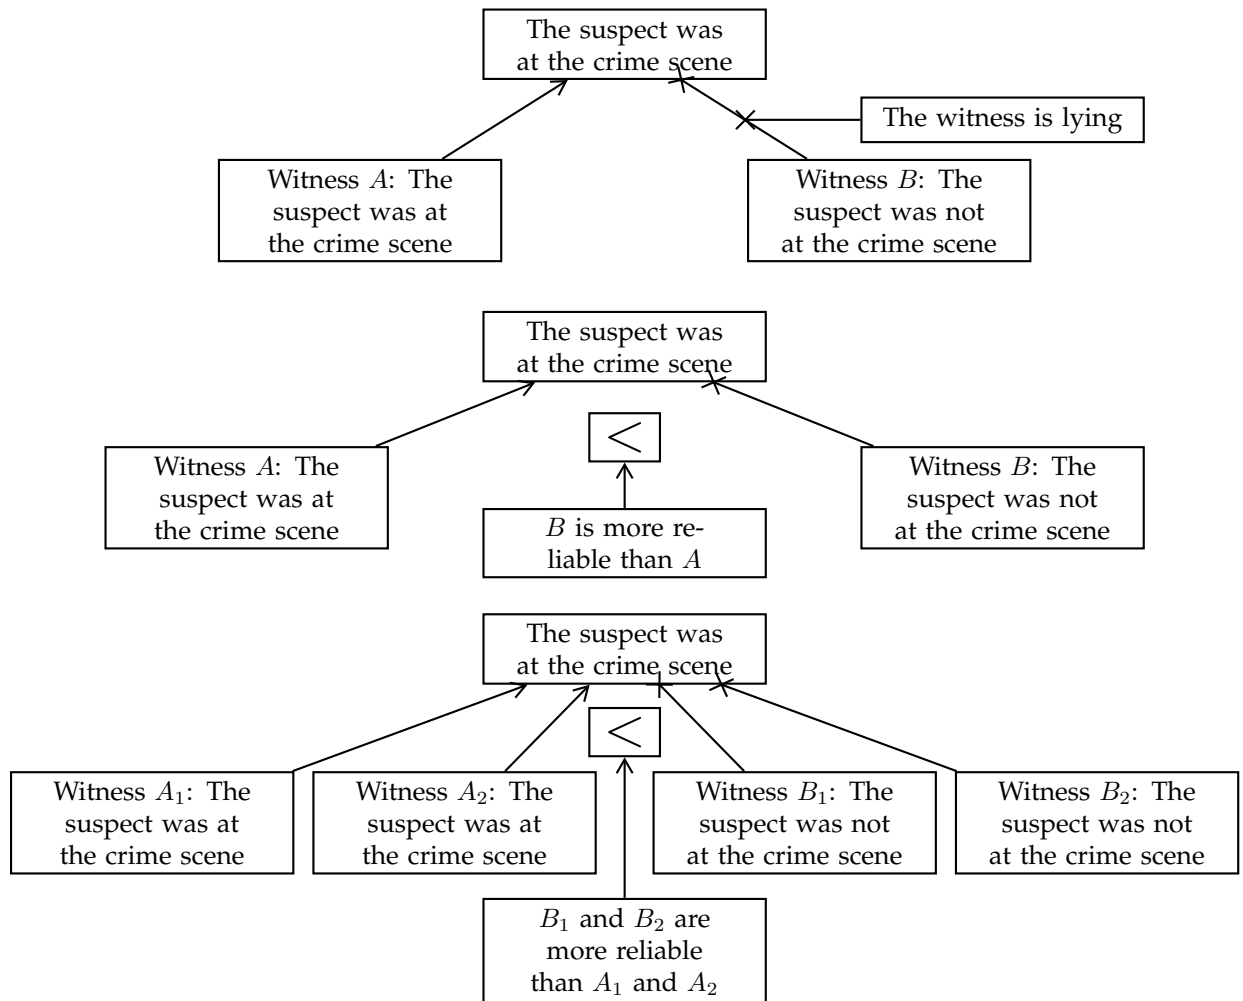 The suspect was
at the crime scene
The witness is lying
Witness A: The
suspect was at
the crime scene
Witness B: The
suspect was not
at the crime scene
The suspect was
at the crime scene
<
Witness A: The
suspect was at
the crime scene
Witness B: The
suspect was not
at the crime scene
B is more re-
liable than A
The suspect was
at the crime scene
<
Witness A₁: The
suspect was at
the crime scene
Witness A₂: The
suspect was at
the crime scene
Witness B₁: The
suspect was not
at the crime scene
Witness B₂: The
suspect was not
at the crime scene
B₁ and B₂ are
more reliable
than A₁ and A₂